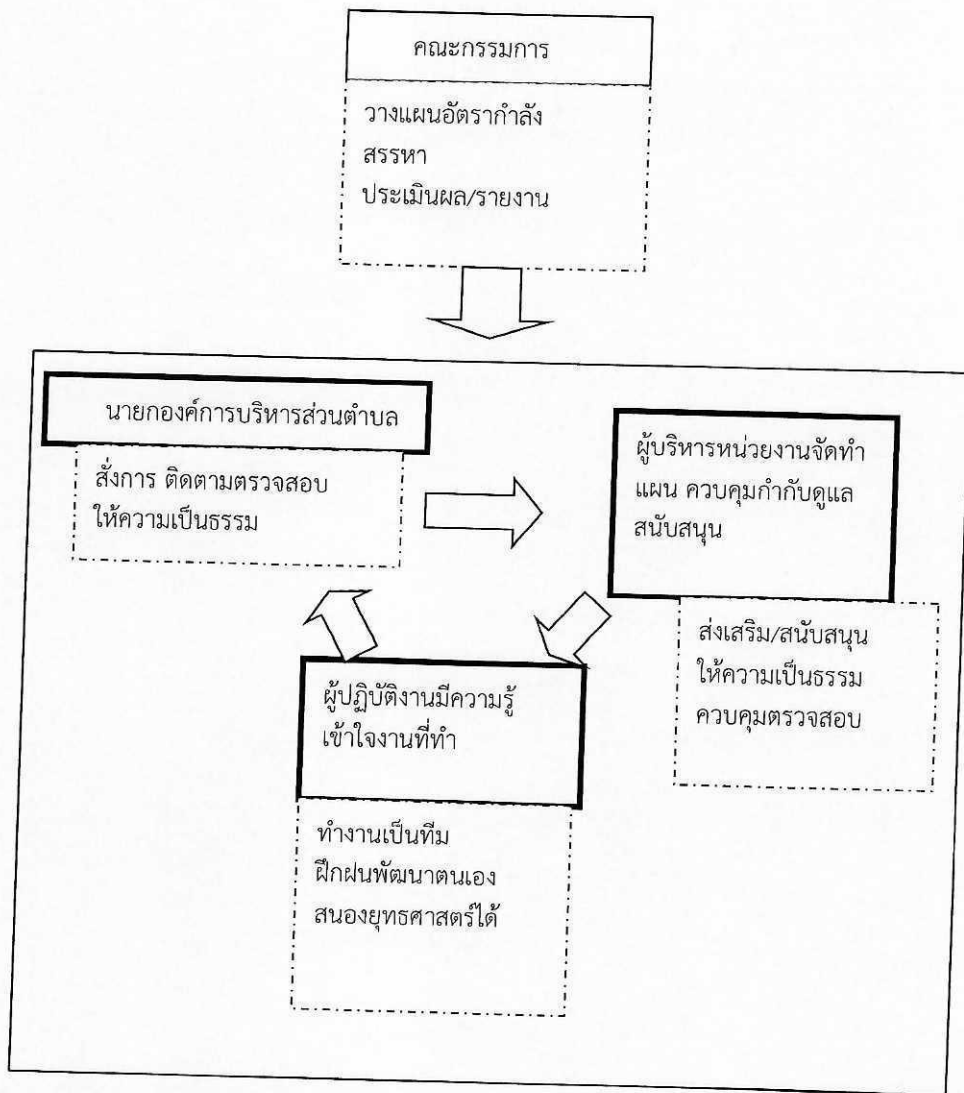 คณะกรรมการ
วางแผนอัตรากำลัง
สรรหา
ประเมินผล/รายงาน
นายกองค์การบริหารส่วนตำบล
สั่งการ ติดตามตรวจสอบ
ให้ความเป็นธรรม
ผู้บริหารหน่วยงานจัดทำ
แผน ควบคุมกำกับดูแล
สนับสนุน
ส่งเสริม/สนับสนุน
ให้ความเป็นธรรม
ควบคุมตรวจสอบ
ผู้ปฏิบัติงานมีความรู้
เข้าใจงานที่ทำ
ทำงานเป็นทีม
ฝึกฝนพัฒนาตนเอง
สนองยุทธศาสตร์ได้